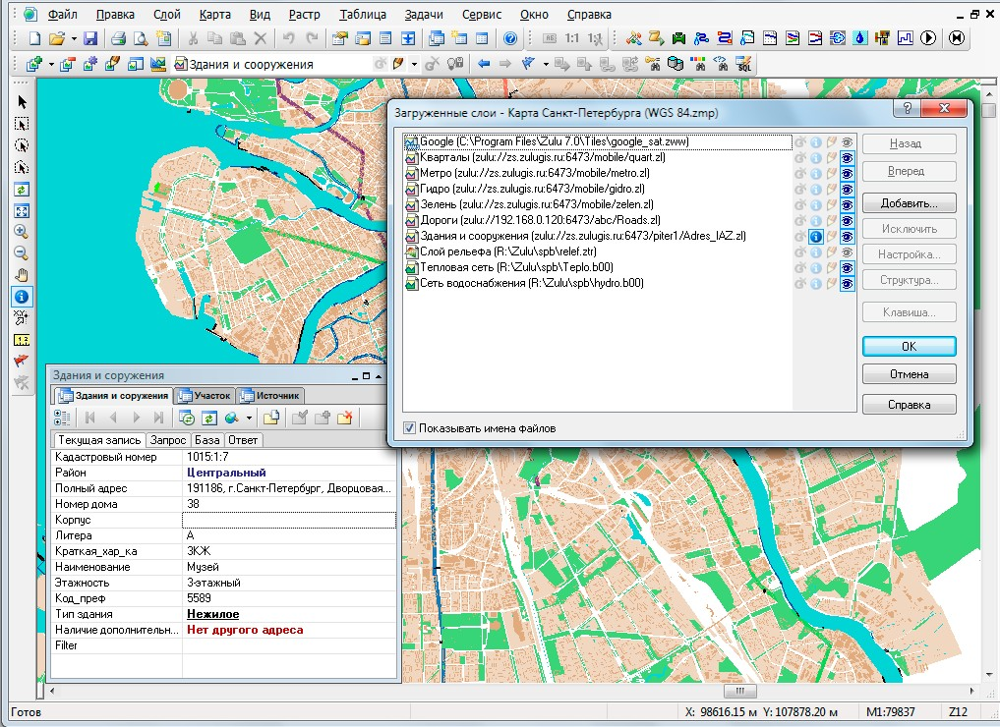 Файл Правка Слой Карта Вид Растр Таблица Задачи Сервис Окно Справка
1:1
Здания и сооружения
SQL
Загруженные слои - Карта Санкт-Петербурга (WGS 84.zmp)
Google (C:\Program Files\Zulu 7.0\Tiles\google_sat.zww)
Кварталы (zulu://zs.zulugis.ru:6473/mobile/quart.zl)
Метро (zulu://zs.zulugis.ru:6473/mobile/metro.zl)
Гидро (zulu://zs.zulugis.ru:6473/mobile/gidro.zl)
Зелень (zulu://zs.zulugis.ru:6473/mobile/zelen.zl)
Дороги (zulu://192.168.0.120:6473/abc/Roads.zl)
Здания и сооружения (zulu://zs.zulugis.ru:6473/piter1/Adres_IAZ.zl)
Слой рельефа (R:\Zulu\spb\relef.ztr)
Тепловая сеть (R:\Zulu\spb\Teplo.b00)
Сеть водоснабжения (R:\Zulu\spb\hydro.b00)
Назад
Вперед
Добавить...
Исключить
Настройка...
Структура...
Клавиша...
OK
Отмена
Справка
Показывать имена файлов
Здания и соружения
Здания и соружения Участок Источник
Текущая запись Запрос База Ответ
Кадастровый номер 1015:1:7
Район Центральный
Полный адрес 191186, г.Санкт-Петербург, Дворцовая...
Номер дома 38
Корпус
Литера А
Краткая_хар_ка 3КЖ
Наименование Музей
Этажность 3-этажный
Код_преф 5589
Тип здания Нежилое
Наличие дополнительн... Нет другого адреса
Filter
Готов X: 98616.15 м Y: 107878.20 м М1:79837 Z12